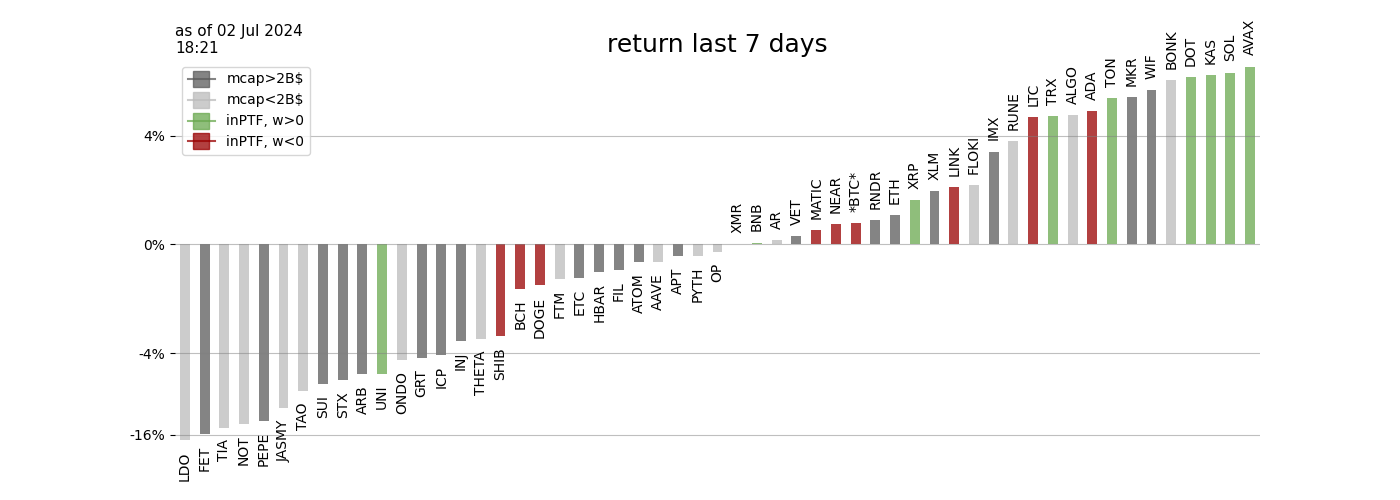 as of 02 Jul 2024
18:21
return last 7 days
mcap>2B$
mcap<2B$
inPTF, w>0
inPTF, w<0
4%
0%
-4%
-16%
LDO
FET
TIA
NOT
PEPE
JASMY
TAO
SUI
STX
ARB
UNI
ONDO
GRT
ICP
INJ
THETA
SHIB
BCH
DOGE
FTM
ETC
HBAR
FIL
ATOM
AAVE
APT
PYTH
OP
XMR
BNB
AR
VET
MATIC
NEAR
*BTC*
RNDR
ETH
XRP
XLM
LINK
FLOKI
IMX
RUNE
LTC
TRX
ALGO
ADA
TON
MKR
WIF
BONK
DOT
KAS
SOL
AVAX